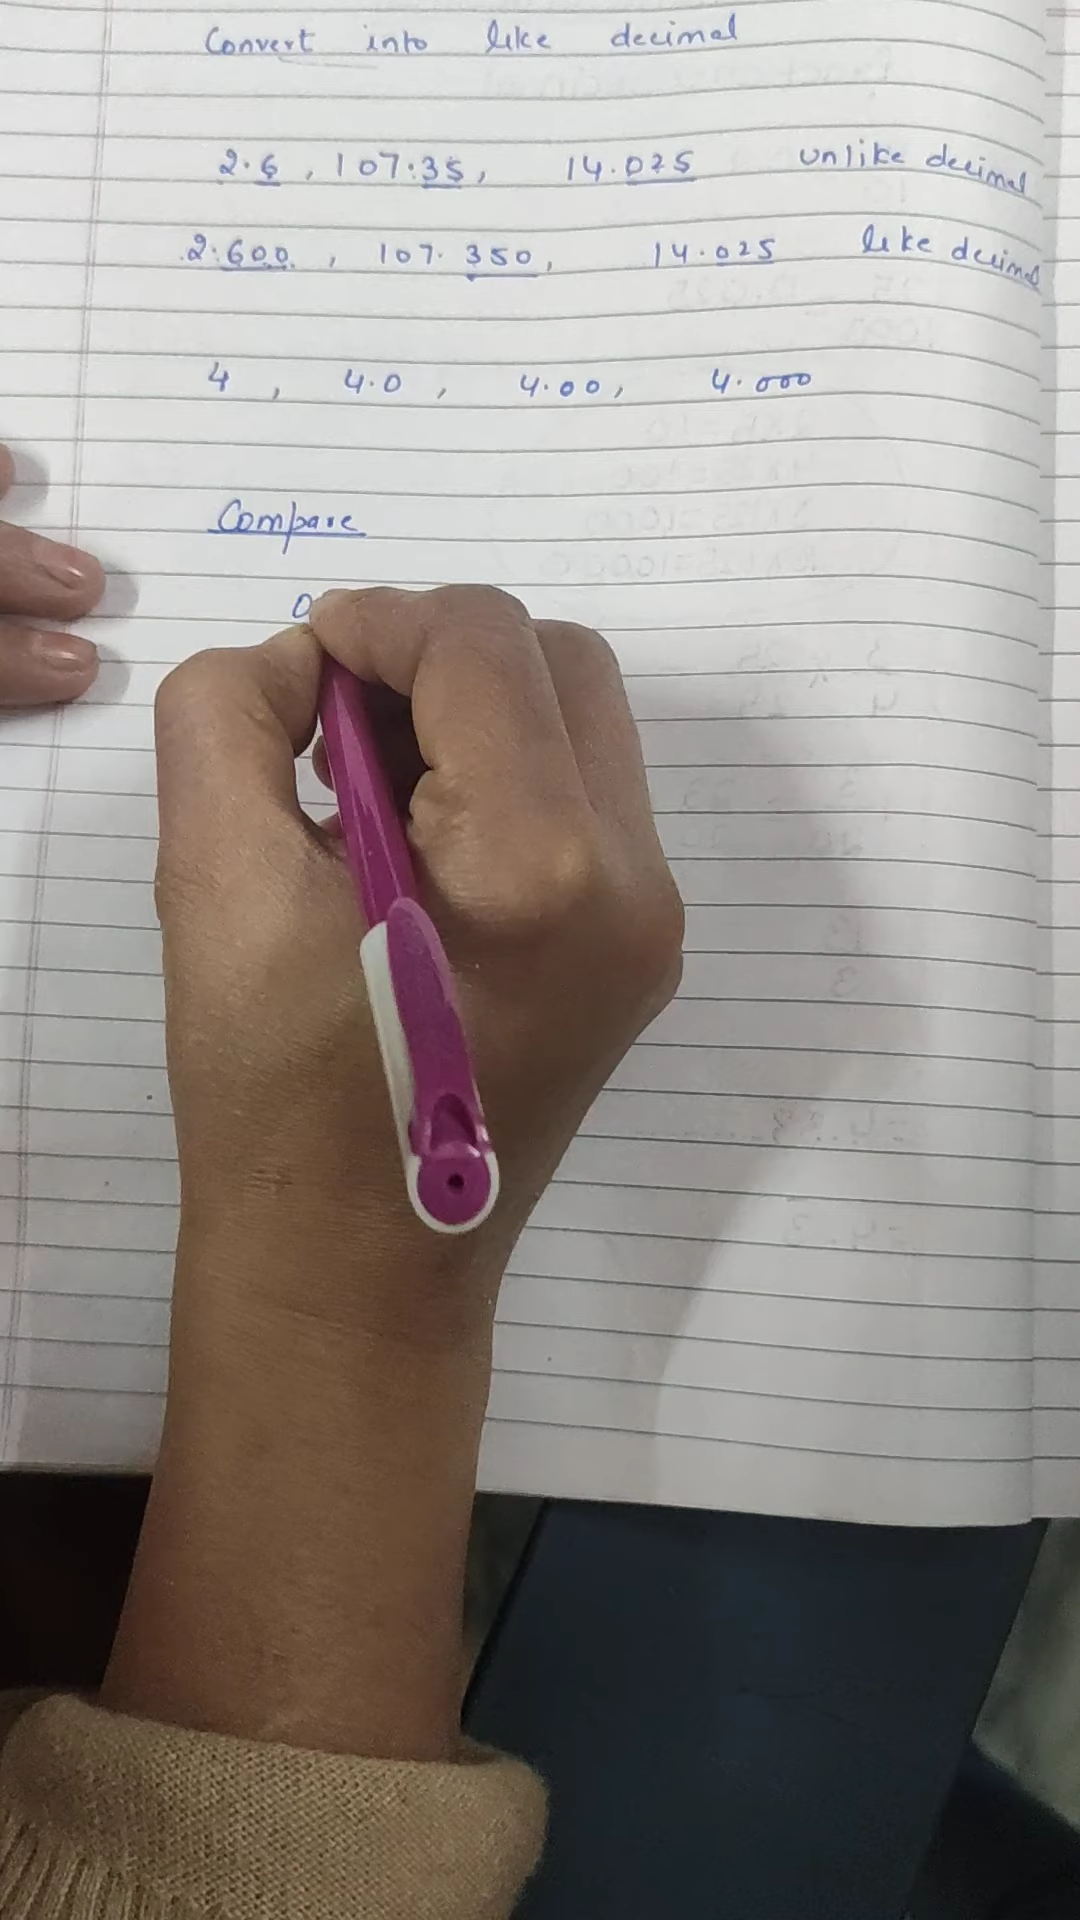 Convert into like decimal
2.6 , 107.35, 14.025 unlike decimal
2.600 , 107.350, 14.025 like decimal
4 , 4.0 , 4.00, 4.000
Compare
0